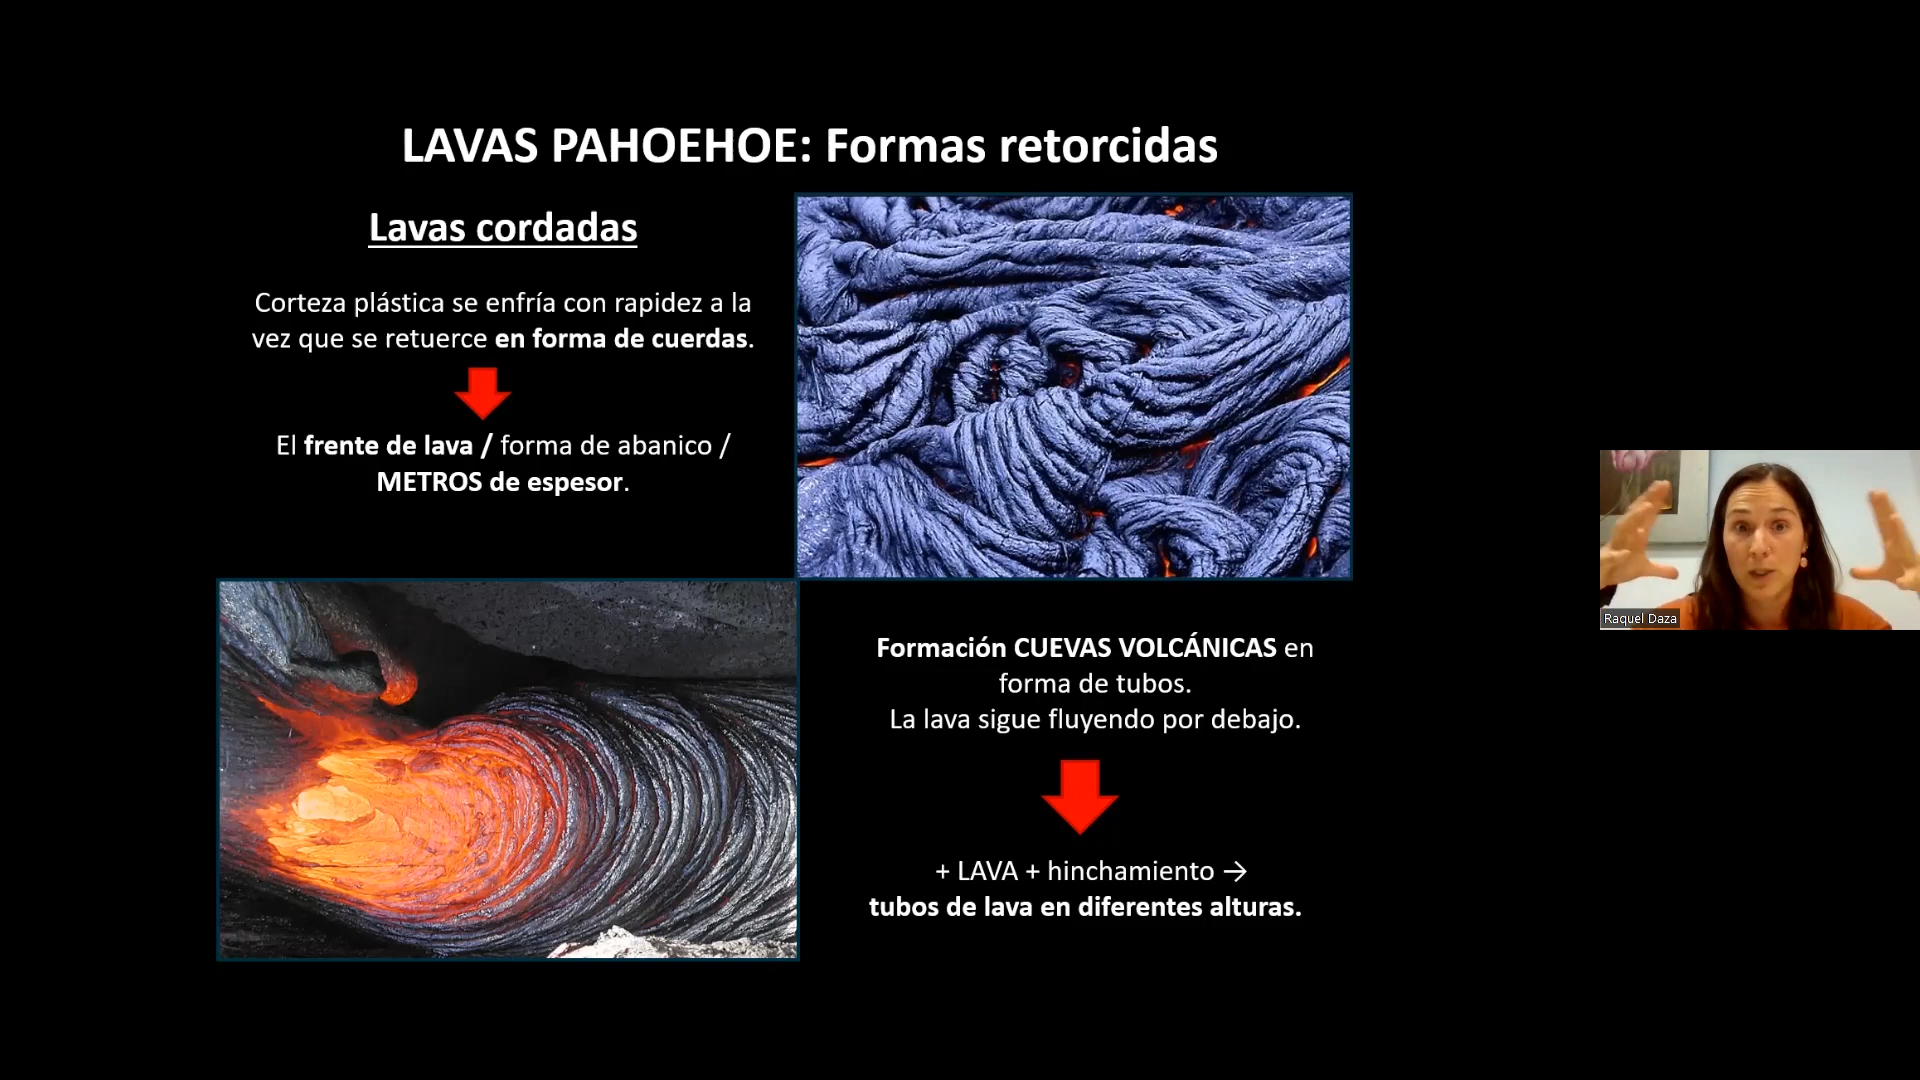 LAVAS PAHOEHOE: Formas retorcidas
Lavas cordadas
Corteza plástica se enfría con rapidez a la
vez que se retuerce en forma de cuerdas.
El frente de lava / forma de abanico /
METROS de espesor.
Formación CUEVAS VOLCÁNICAS en
forma de tubos.
La lava sigue fluyendo por debajo.
+ LAVA + hinchamiento →
tubos de lava en diferentes alturas.
Raquel Daza